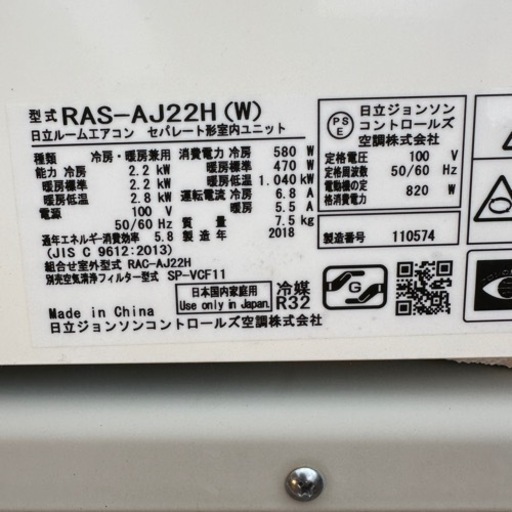 型式 RAS-AJ22H(W)
日立ルームエアコン セパレート形室内ユニット
種類 冷房・暖房兼用 消費電力 冷房 580 W
能力 冷房 2.2 kW 暖房標準 470 W
暖房標準 2.2 kW 暖房低温 1.040 kW
暖房低温 2.8 kW 運転電流 冷房 6.8 A
電源 100 V 暖房 5.5 A
50/60 Hz 質量 7.5 kg
通年エネルギー消費効率 5.8 製造年 2018
(JIS C 9612:2013)
組合せ室外型式 RAC-AJ22H
別売空気清浄フィルター型式 SP-VCF11
日本国内家庭用
Use only in Japan.
冷媒
R32
Made in China
日立ジョンソンコントロールズ空調株式会社
PS
E
日立ジョンソン
コントロールズ
空調株式会社
定格電圧 100 V
定格周波数 50/60 Hz
電動機の定
格消費電力 820 W
製造番号 110574
G